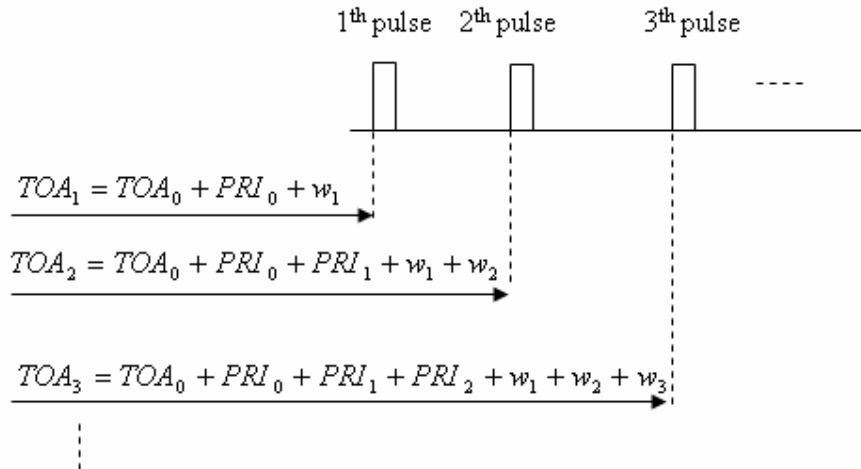 1th pulse 2th pulse 3th pulse
TOA₁ = TOA₀ + PRI₀ + w₁
TOA₂ = TOA₀ + PRI₀ + PRI₁ + w₁ + w₂
TOA₃ = TOA₀ + PRI₀ + PRI₁ + PRI₂ + w₁ + w₂ + w₃